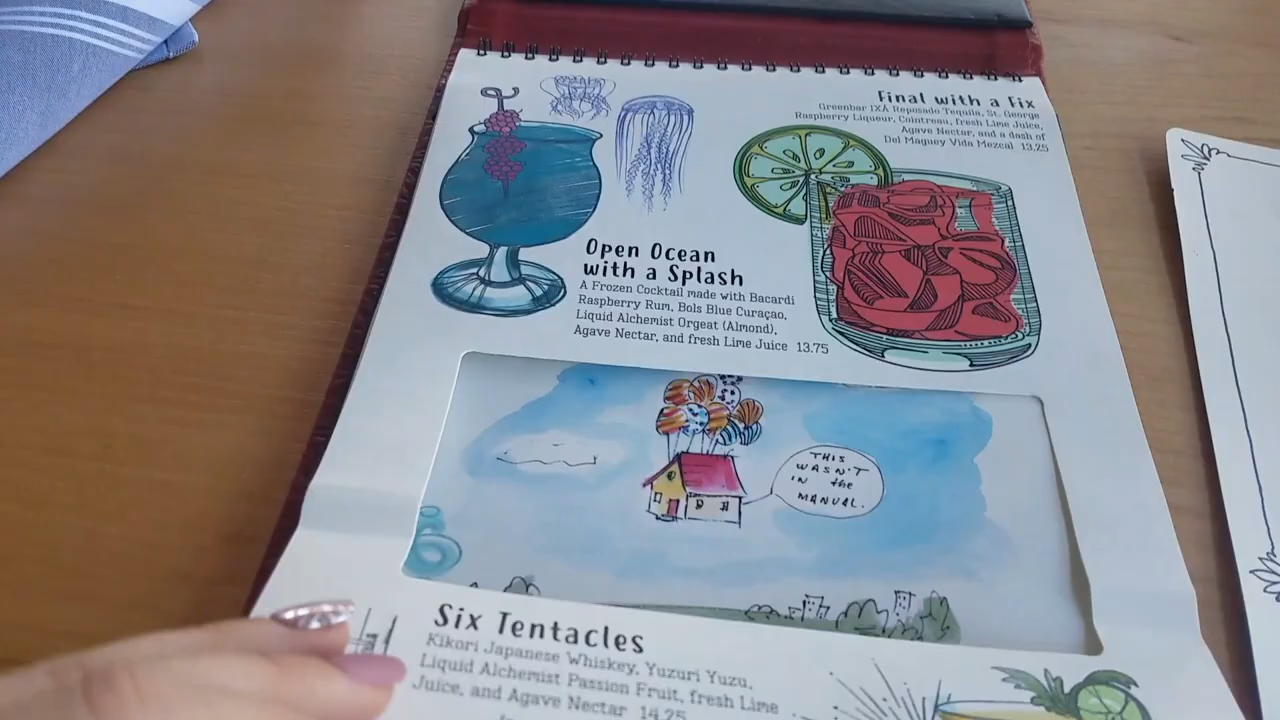 Final with a Fix
Greenbar IXÁ Reposado Tequila, St. George
Raspberry Liqueur, Cointreau, fresh Lime Juice,
Agave Nectar, and a dash of
Del Maguey Vida Mezcal 13.25
Open Ocean
with a Splash
A Frozen Cocktail made with Bacardi
Raspberry Rum, Bols Blue Curaçao,
Liquid Alchemist Orgeat (Almond),
Agave Nectar, and fresh Lime Juice 13.75
THIS
WASN'T
IN the
MANUAL.
Six Tentacles
Kikori Japanese Whiskey, Yuzuri Yuzu,
Liquid Alchemist Passion Fruit, fresh Lime
Juice, and Agave Nectar 14.25